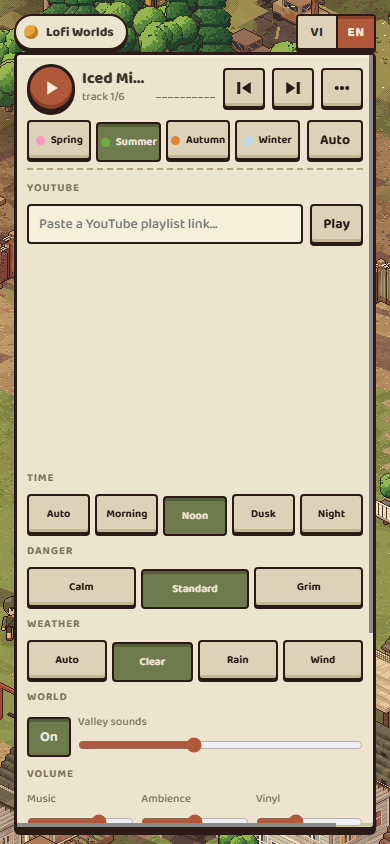 Lofi Worlds
VI EN
Iced Mi...
track 1/6
Spring Summer Autumn Winter Auto
YOUTUBE
Paste a YouTube playlist link... Play
TIME
Auto Morning Noon Dusk Night
DANGER
Calm Standard Grim
WEATHER
Auto Clear Rain Wind
WORLD
On Valley sounds
VOLUME
Music Ambience Vinyl